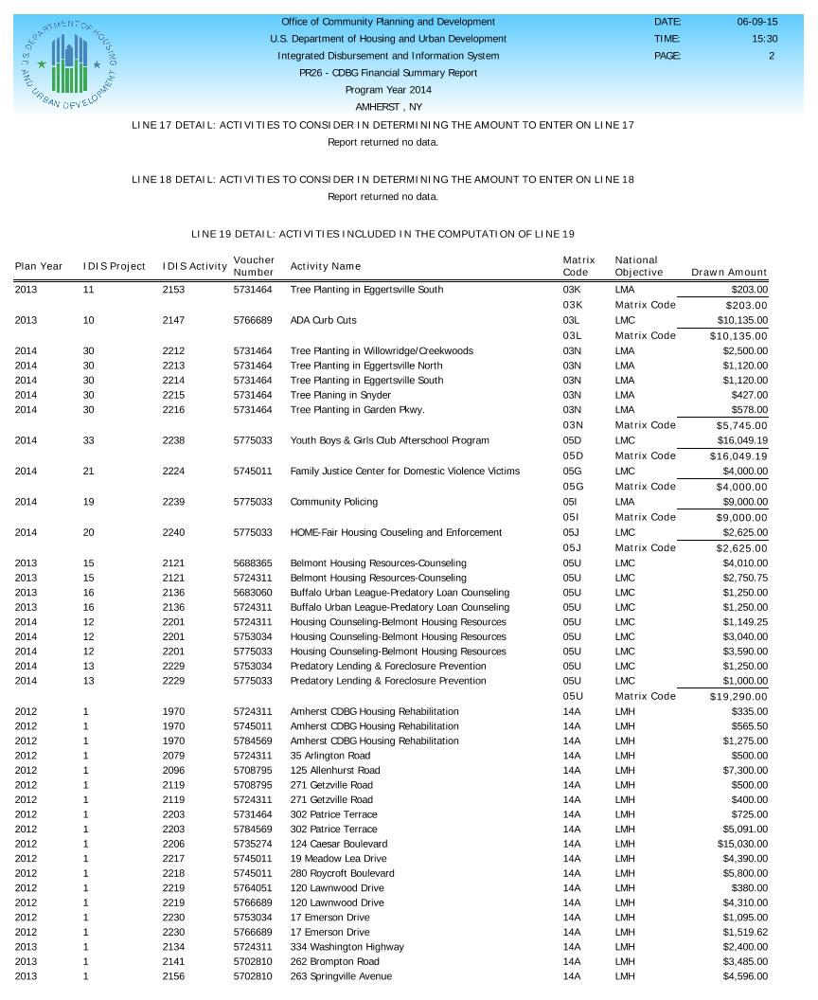 U.S. DEPARTMENT OF HOUSING AND URBAN DEVELOPMENT
Office of Community Planning and Development DATE: 06-09-15
U.S. Department of Housing and Urban Development TIME: 15:30
Integrated Disbursement and Information System PAGE: 2
PR26 - CDBG Financial Summary Report
Program Year 2014
AMHERST , NY
LINE 17 DETAIL: ACTIVITIES TO CONSIDER IN DETERMINING THE AMOUNT TO ENTER ON LINE 17
Report returned no data.
LINE 18 DETAIL: ACTIVITIES TO CONSIDER IN DETERMINING THE AMOUNT TO ENTER ON LINE 18
Report returned no data.
LINE 19 DETAIL: ACTIVITIES INCLUDED IN THE COMPUTATION OF LINE 19
Plan Year IDIS Project IDIS Activity Voucher Number Activity Name Matrix Code National Objective Drawn Amount
2013 11 2153 5731464 Tree Planting in Eggertsville South 03K LMA $203.00
03K Matrix Code $203.00
2013 10 2147 5766689 ADA Curb Cuts 03L LMC $10,135.00
03L Matrix Code $10,135.00
2014 30 2212 5731464 Tree Planting in Willowridge/Creekwoods 03N LMA $2,500.00
2014 30 2213 5731464 Tree Planting in Eggertsville North 03N LMA $1,120.00
2014 30 2214 5731464 Tree Planting in Eggertsville South 03N LMA $1,120.00
2014 30 2215 5731464 Tree Planing in Snyder 03N LMA $427.00
2014 30 2216 5731464 Tree Planting in Garden Pkwy. 03N LMA $578.00
03N Matrix Code $5,745.00
2014 33 2238 5775033 Youth Boys & Girls Club Afterschool Program 05D LMC $16,049.19
05D Matrix Code $16,049.19
2014 21 2224 5745011 Family Justice Center for Domestic Violence Victims 05G LMC $4,000.00
05G Matrix Code $4,000.00
2014 19 2239 5775033 Community Policing 05I LMA $9,000.00
05I Matrix Code $9,000.00
2014 20 2240 5775033 HOME-Fair Housing Couseling and Enforcement 05J LMC $2,625.00
05J Matrix Code $2,625.00
2013 15 2121 5688365 Belmont Housing Resources-Counseling 05U LMC $4,010.00
2013 15 2121 5724311 Belmont Housing Resources-Counseling 05U LMC $2,750.75
2013 16 2136 5683060 Buffalo Urban League-Predatory Loan Counseling 05U LMC $1,250.00
2013 16 2136 5724311 Buffalo Urban League-Predatory Loan Counseling 05U LMC $1,250.00
2014 12 2201 5724311 Housing Counseling-Belmont Housing Resources 05U LMC $1,149.25
2014 12 2201 5753034 Housing Counseling-Belmont Housing Resources 05U LMC $3,040.00
2014 12 2201 5775033 Housing Counseling-Belmont Housing Resources 05U LMC $3,590.00
2014 13 2229 5753034 Predatory Lending & Foreclosure Prevention 05U LMC $1,250.00
2014 13 2229 5775033 Predatory Lending & Foreclosure Prevention 05U LMC $1,000.00
05U Matrix Code $19,290.00
2012 1 1970 5724311 Amherst CDBG Housing Rehabilitation 14A LMH $335.00
2012 1 1970 5745011 Amherst CDBG Housing Rehabilitation 14A LMH $565.50
2012 1 1970 5784569 Amherst CDBG Housing Rehabilitation 14A LMH $1,275.00
2012 1 2079 5724311 35 Arlington Road 14A LMH $500.00
2012 1 2096 5708795 125 Allenhurst Road 14A LMH $7,300.00
2012 1 2119 5708795 271 Getzville Road 14A LMH $500.00
2012 1 2119 5724311 271 Getzville Road 14A LMH $400.00
2012 1 2203 5731464 302 Patrice Terrace 14A LMH $725.00
2012 1 2203 5784569 302 Patrice Terrace 14A LMH $5,091.00
2012 1 2206 5735274 124 Caesar Boulevard 14A LMH $15,030.00
2012 1 2217 5745011 19 Meadow Lea Drive 14A LMH $4,390.00
2012 1 2218 5745011 280 Roycroft Boulevard 14A LMH $5,800.00
2012 1 2219 5764051 120 Lawnwood Drive 14A LMH $380.00
2012 1 2219 5766689 120 Lawnwood Drive 14A LMH $4,310.00
2012 1 2230 5753034 17 Emerson Drive 14A LMH $1,095.00
2012 1 2230 5766689 17 Emerson Drive 14A LMH $1,519.62
2013 1 2134 5724311 334 Washington Highway 14A LMH $2,400.00
2013 1 2141 5702810 262 Brompton Road 14A LMH $3,485.00
2013 1 2156 5702810 263 Springville Avenue 14A LMH $4,596.00